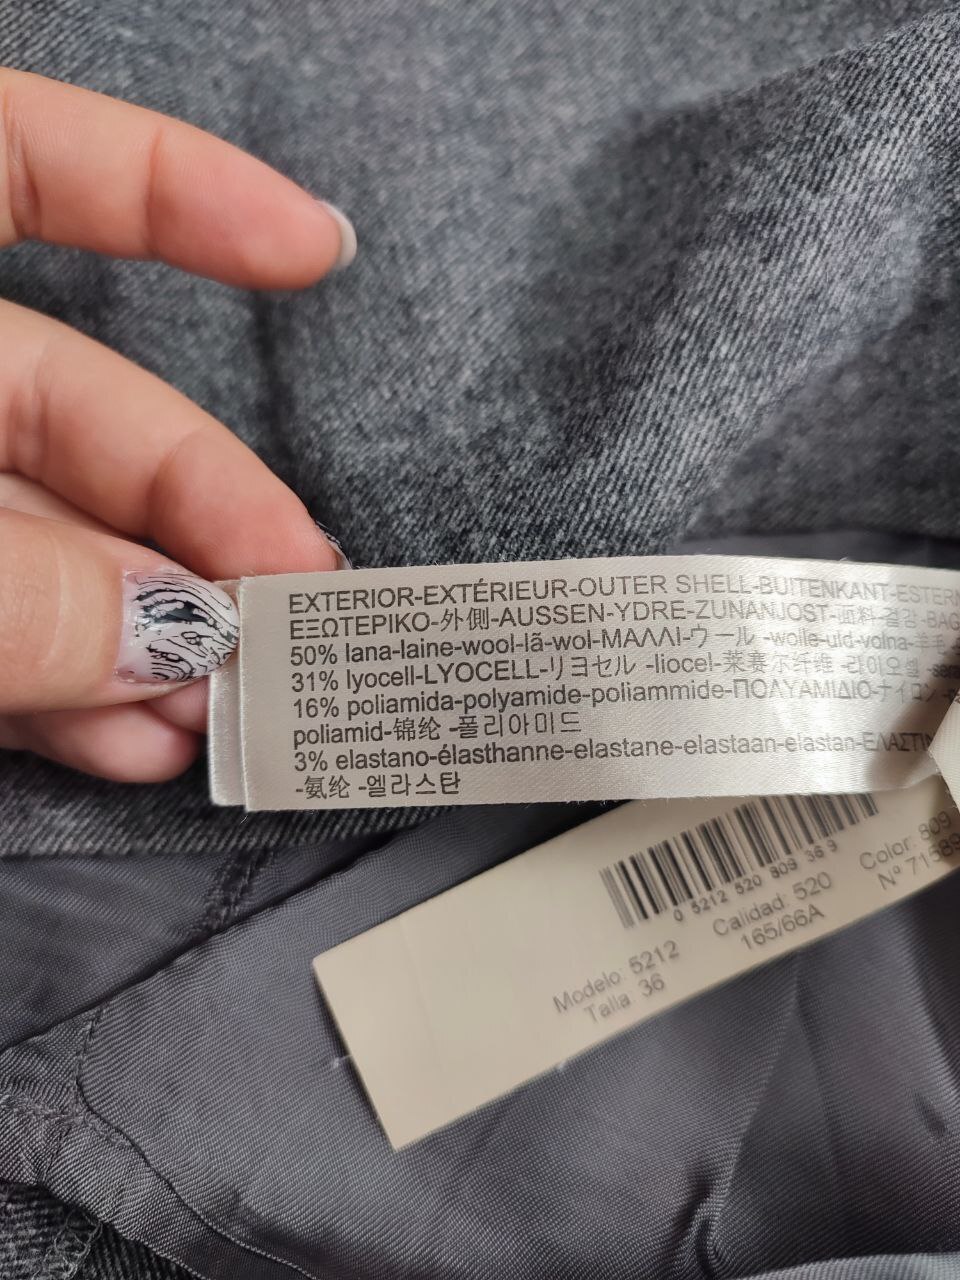 EXTERIOR-EXTÉRIEUR-OUTER SHELL-BUITENKANT-ESTERN
ΕΞΩΤΕΡΙΚΟ-外側-AUSSEN-YDRE-ZUNANJOST-面料-겉감-BAG
50% lana-laine-wool-lã-wol-ΜΑΛΛΙ-ウール -wolle-uld-volna-羊毛
31% lyocell-LYOCELL-リヨセル -liocel-莱赛尔纤维 -라이오셀
16% poliamida-polyamide-poliammide-ΠΟΛΥΑΜΙΔΙΟ-ナイロン
poliamid-锦纶 -폴리아미드
3% elastano-élasthanne-elastane-elastaan-elastan-ΕΛΑΣΤΙΝ
-氨纶 -엘라스탄
0 5212 520 809 36 9
Modelo: 5212 Calidad: 520 Color: 809
Talla 36 165/66A Nº 71589